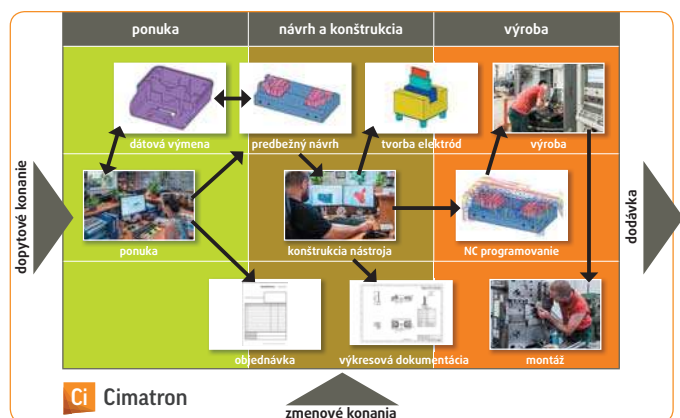 ponuka
návrh a konštrukcia
výroba
dátová výmena
predbežný návrh
tvorba elektród
výroba
dopytové konanie
ponuka
konštrukcia nástroja
NC programovanie
dodávka
objednávka
výkresová dokumentácia
montáž
Ci Cimatron
zmenové konania